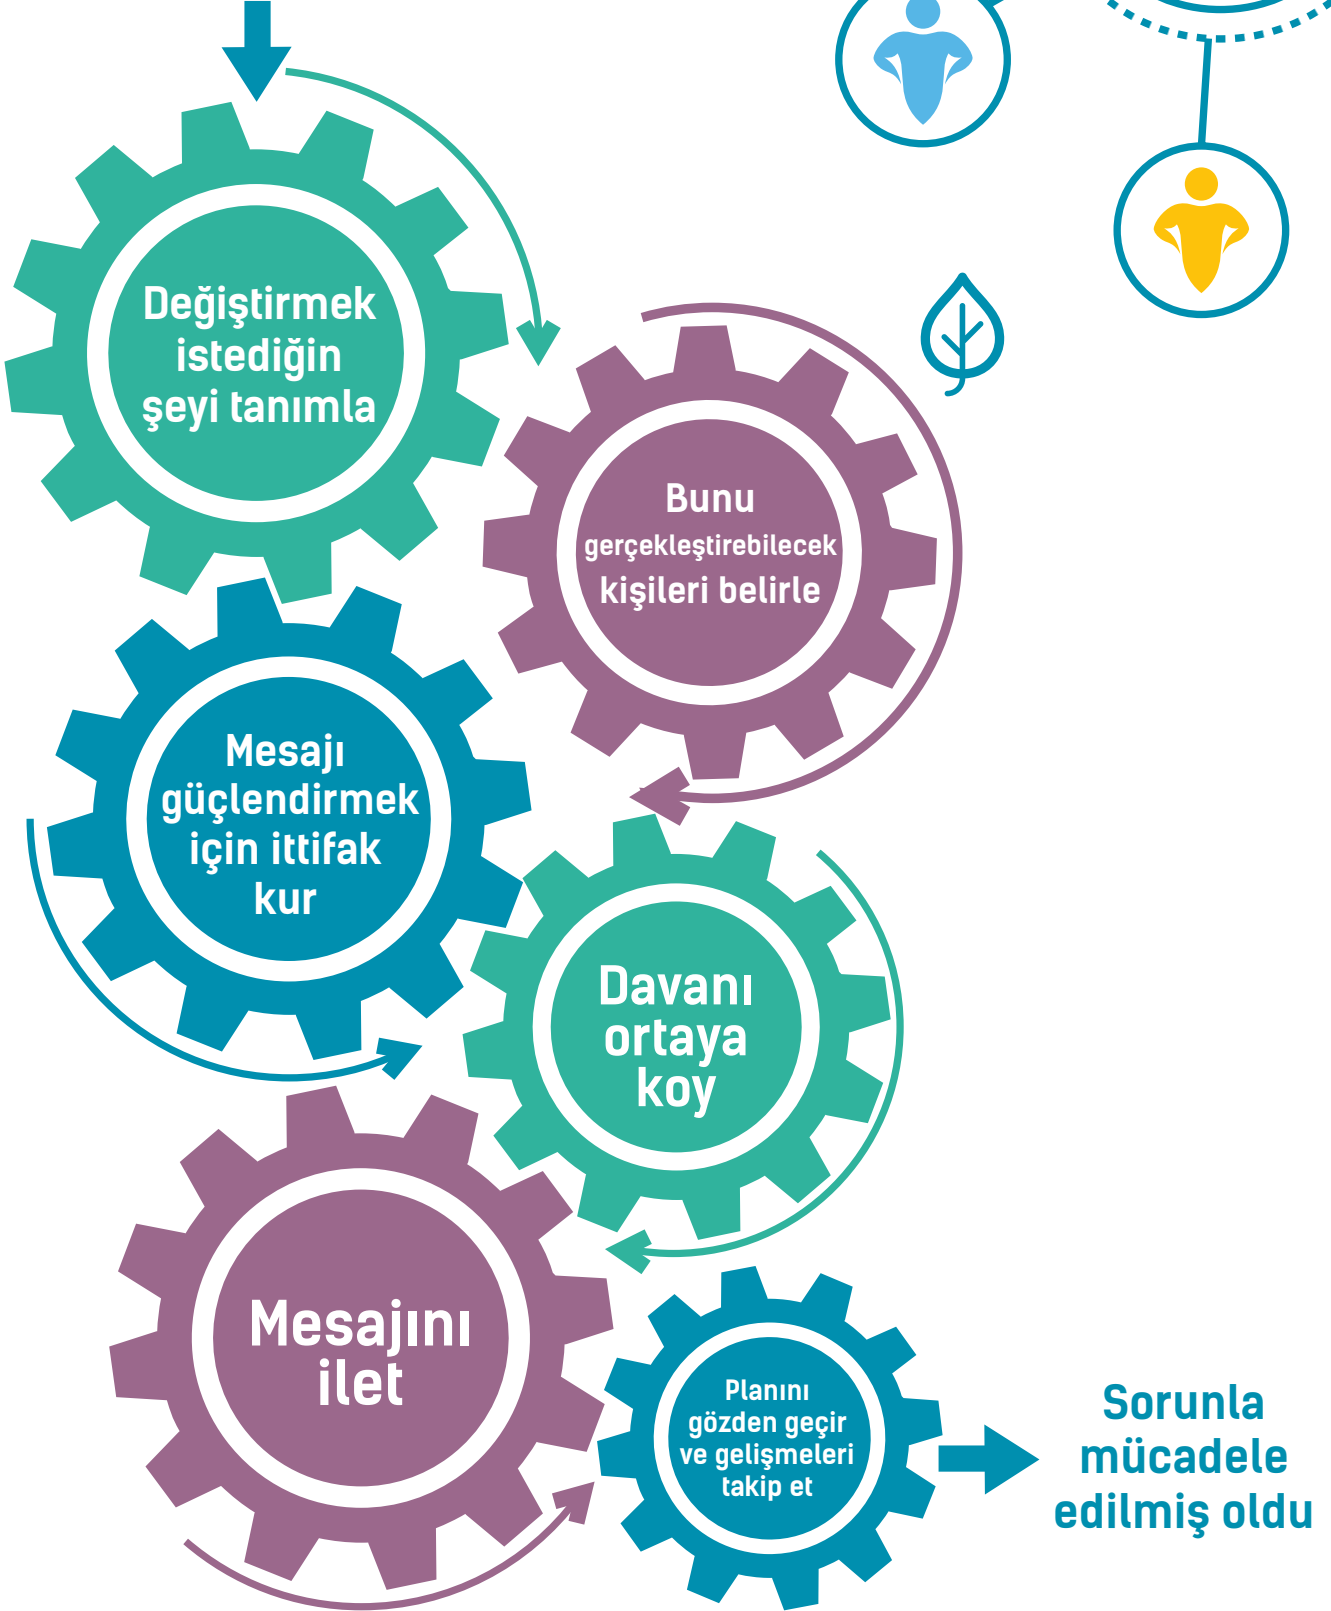 Değiştirmek
istediğin
şeyi tanımla
Bunu
gerçekleştirebilecek
kişileri belirle
Mesajı
güçlendirmek
için ittifak
kur
Davanı
ortaya
koy
Mesajını
ilet
Planını
gözden geçir
ve gelişmeleri
takip et
Sorunla
mücadele
edilmiş oldu